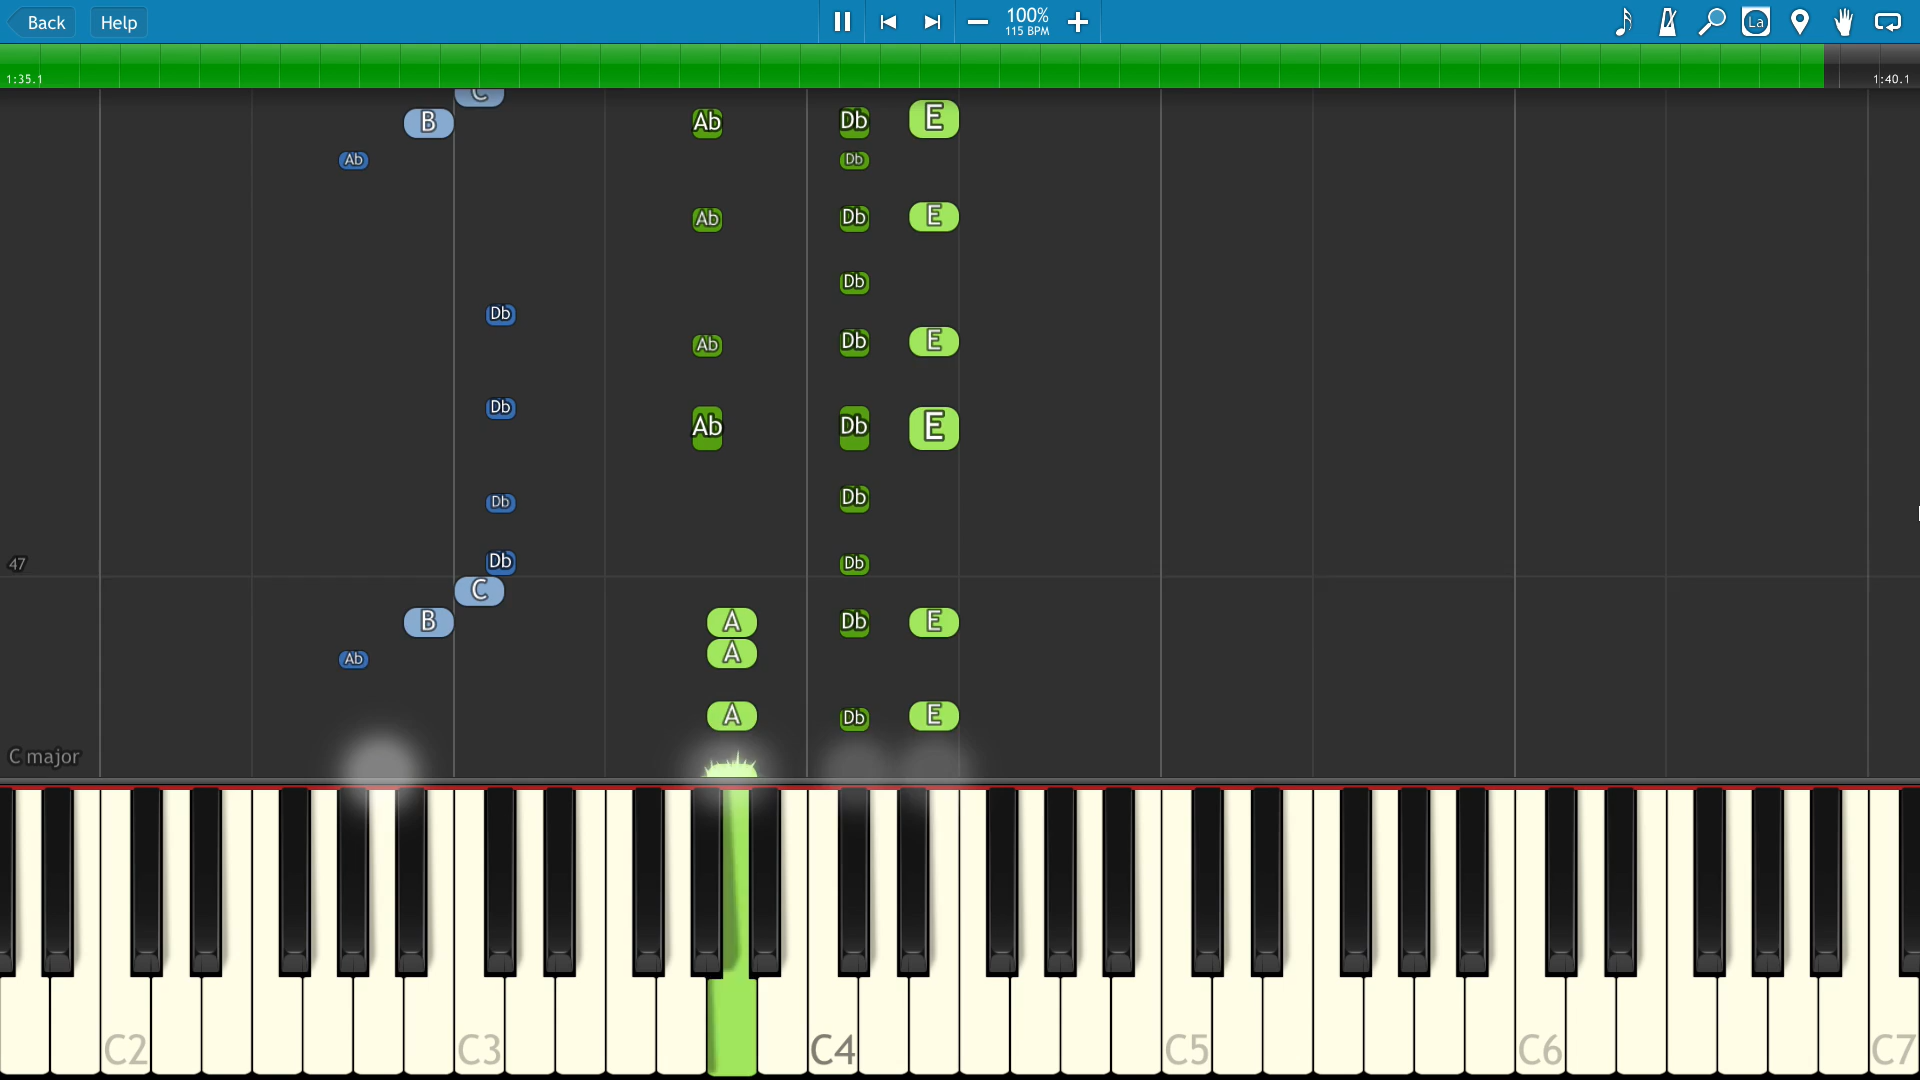 Back Help 100% La
115 BPM
1:35.1 1:40.1
C
B Ab Db E
Ab Db
Ab Db E
Db
Db
Ab Db E
Db
Ab Db E
Db Db
47 Db Db
C
B A Db E
Ab A
A Db E
C major
C2 C3 C4 C5 C6 C7